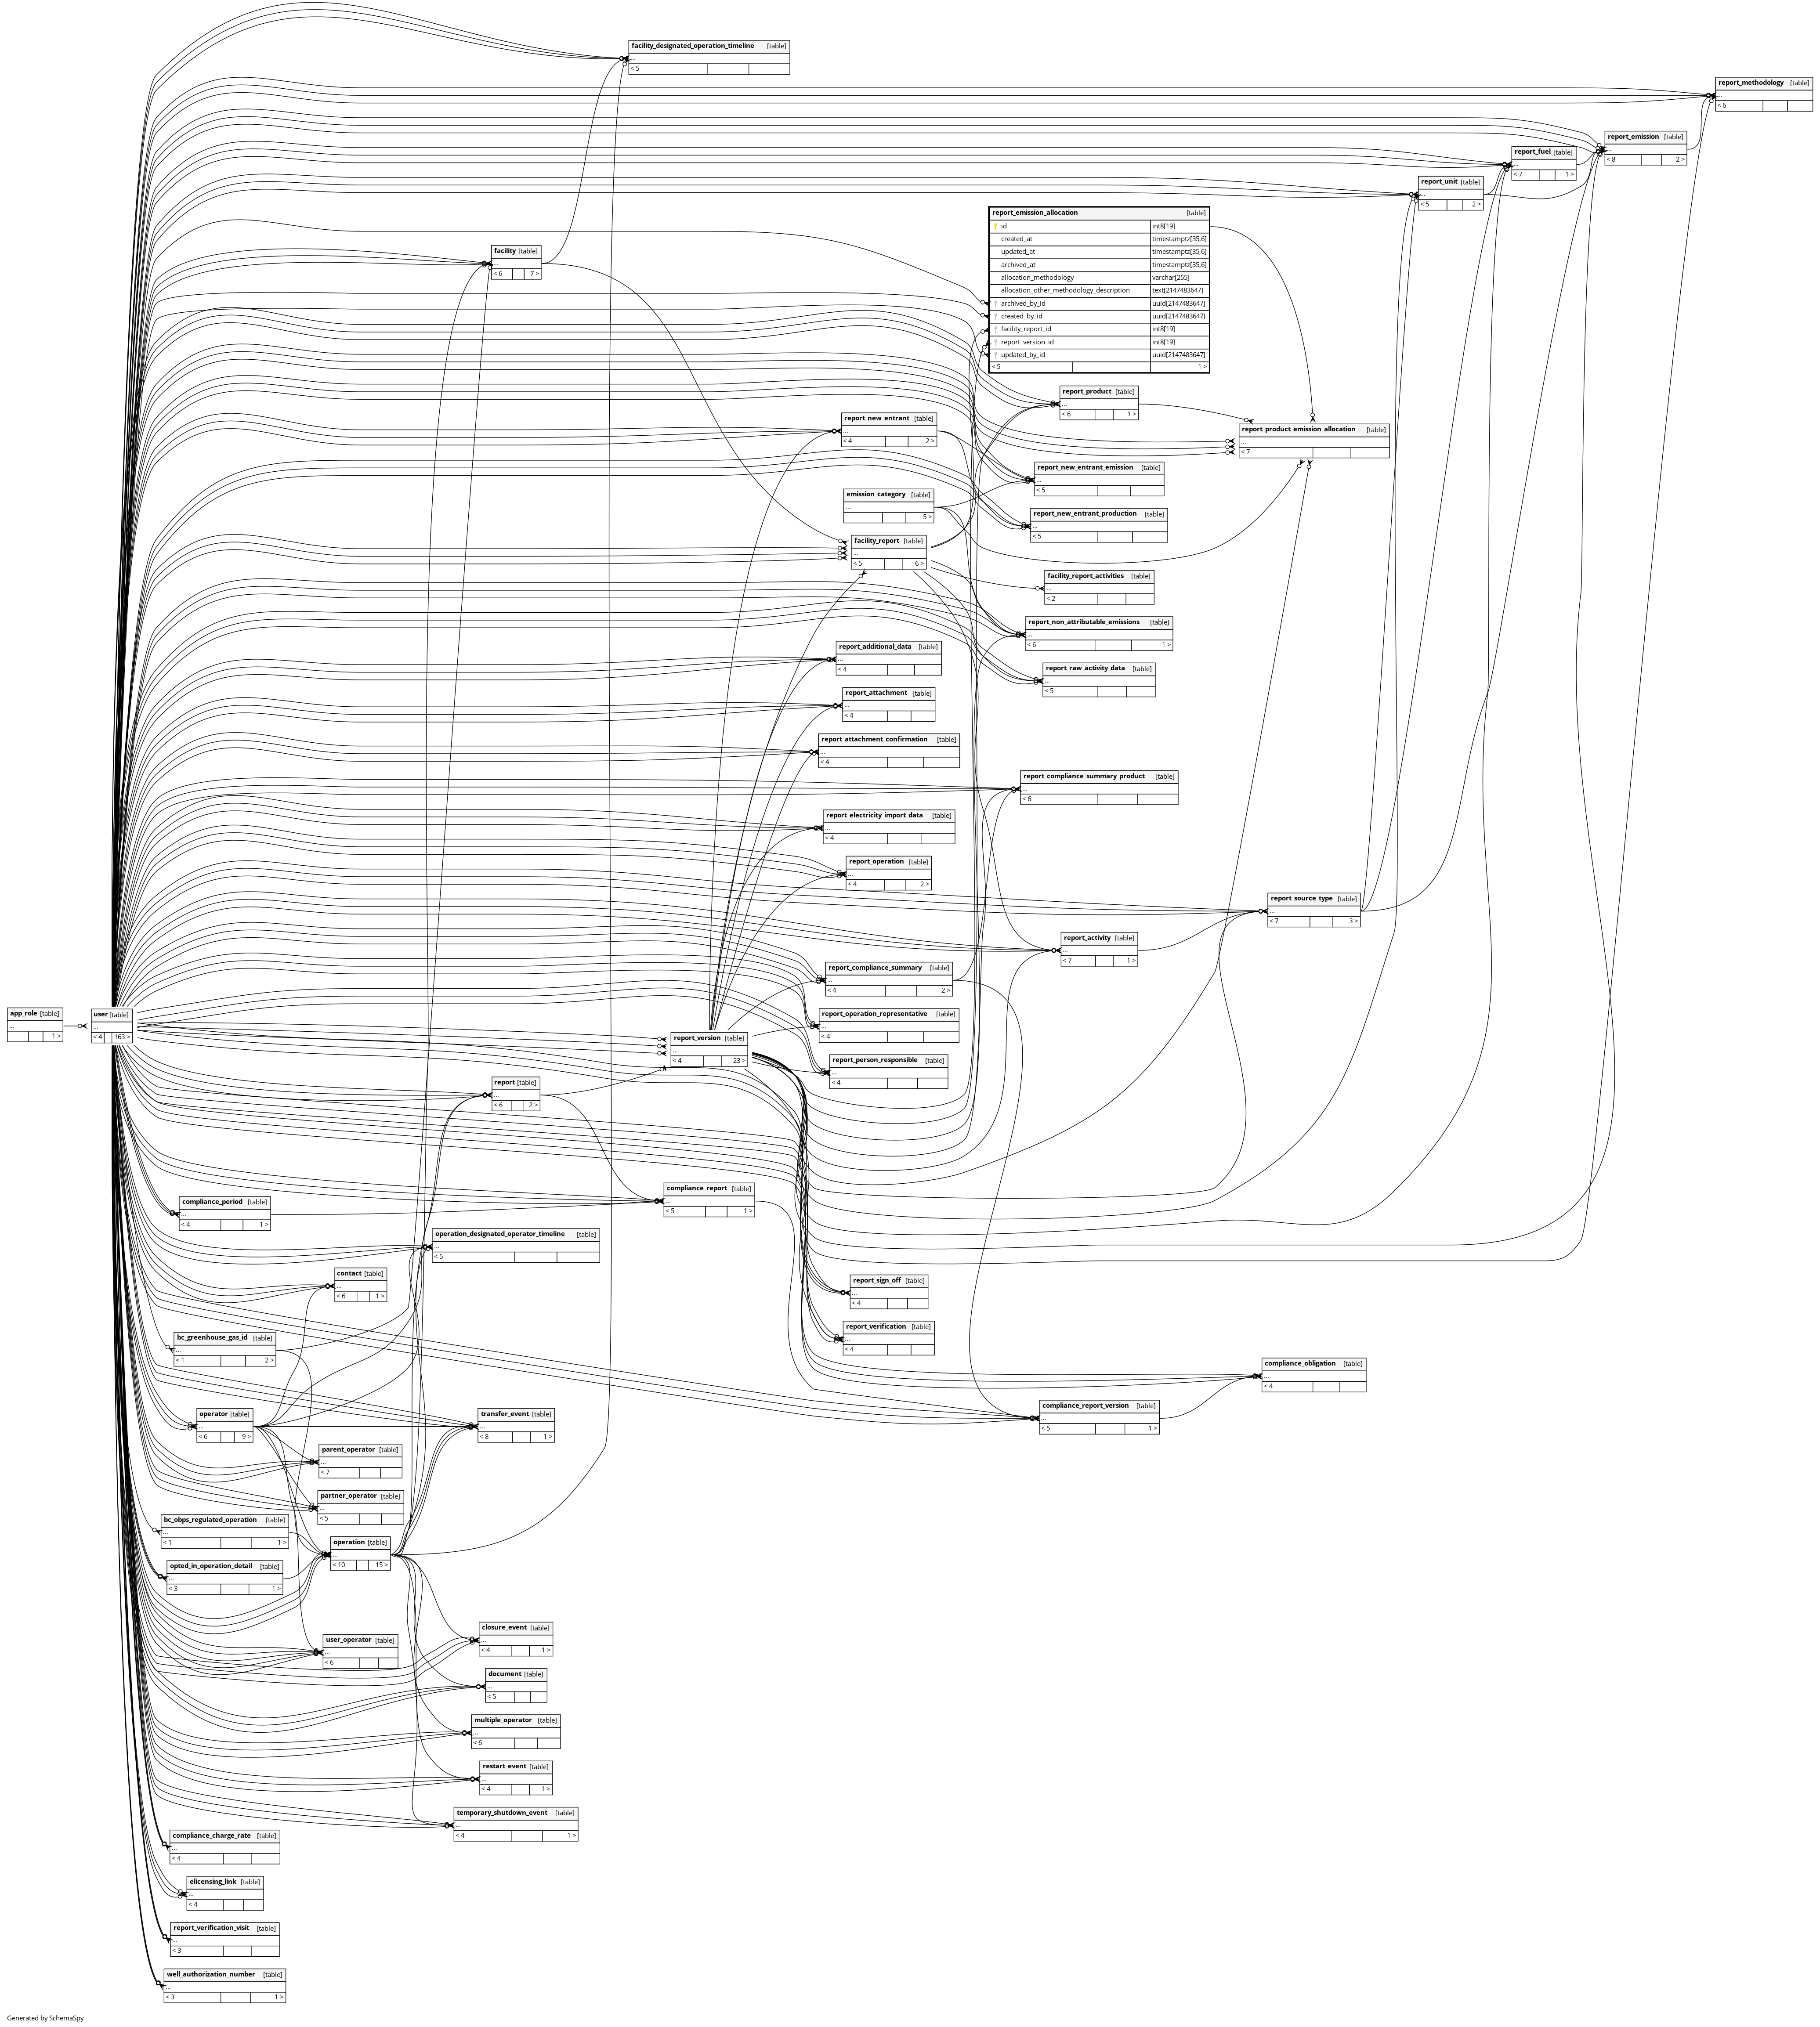 facility_designated_operation_timeline [table]
...
< 5
report_methodology [table]
...
< 6
report_emission [table]
...
< 8 2 >
report_fuel [table]
...
< 7 1 >
report_unit [table]
...
< 5 2 >
report_emission_allocation [table]
id int8[19]
created_at timestamptz[35,6]
updated_at timestamptz[35,6]
archived_at timestamptz[35,6]
allocation_methodology varchar[255]
allocation_other_methodology_description text[2147483647]
archived_by_id uuid[2147483647]
created_by_id uuid[2147483647]
facility_report_id int8[19]
report_version_id int8[19]
updated_by_id uuid[2147483647]
< 5 1 >
facility [table]
...
< 6 7 >
report_product [table]
...
< 6 1 >
report_new_entrant [table]
...
< 4 2 >
report_product_emission_allocation [table]
...
< 7
report_new_entrant_emission [table]
...
< 5
emission_category [table]
...
5 >
report_new_entrant_production [table]
...
< 5
facility_report [table]
...
< 5 6 >
facility_report_activities [table]
...
< 2
report_non_attributable_emissions [table]
...
< 6 1 >
report_additional_data [table]
...
< 4
report_raw_activity_data [table]
...
< 5
report_attachment [table]
...
< 4
report_attachment_confirmation [table]
...
< 4
report_compliance_summary_product [table]
...
< 6
report_electricity_import_data [table]
...
< 4
report_operation [table]
...
< 4 2 >
report_source_type [table]
...
< 7 3 >
report_activity [table]
...
< 7 1 >
report_compliance_summary [table]
...
< 4 2 >
app_role [table]
...
1 >
user [table]
...
< 4 163 >
report_operation_representative [table]
...
< 4
report_version [table]
...
< 4 23 >
report_person_responsible [table]
...
< 4
report [table]
...
< 6 2 >
compliance_report [table]
...
< 5 1 >
compliance_period [table]
...
< 4 1 >
operation_designated_operator_timeline [table]
...
< 5
contact [table]
...
< 6 1 >
report_sign_off [table]
...
< 4
report_verification [table]
...
< 4
bc_greenhouse_gas_id [table]
...
< 1 2 >
compliance_obligation [table]
...
< 4
compliance_report_version [table]
...
< 5 1 >
operator [table]
...
< 6 9 >
transfer_event [table]
...
< 8 1 >
parent_operator [table]
...
< 7
partner_operator [table]
...
< 5
bc_obps_regulated_operation [table]
...
< 1 1 >
operation [table]
...
< 10 15 >
opted_in_operation_detail [table]
...
< 3 1 >
closure_event [table]
...
< 4 1 >
user_operator [table]
...
< 6
document [table]
...
< 5
multiple_operator [table]
...
< 6
restart_event [table]
...
< 4 1 >
temporary_shutdown_event [table]
...
< 4 1 >
compliance_charge_rate [table]
...
< 4
elicensing_link [table]
...
< 4
report_verification_visit [table]
...
< 3
well_authorization_number [table]
...
< 3 1 >
Generated by SchemaSpy